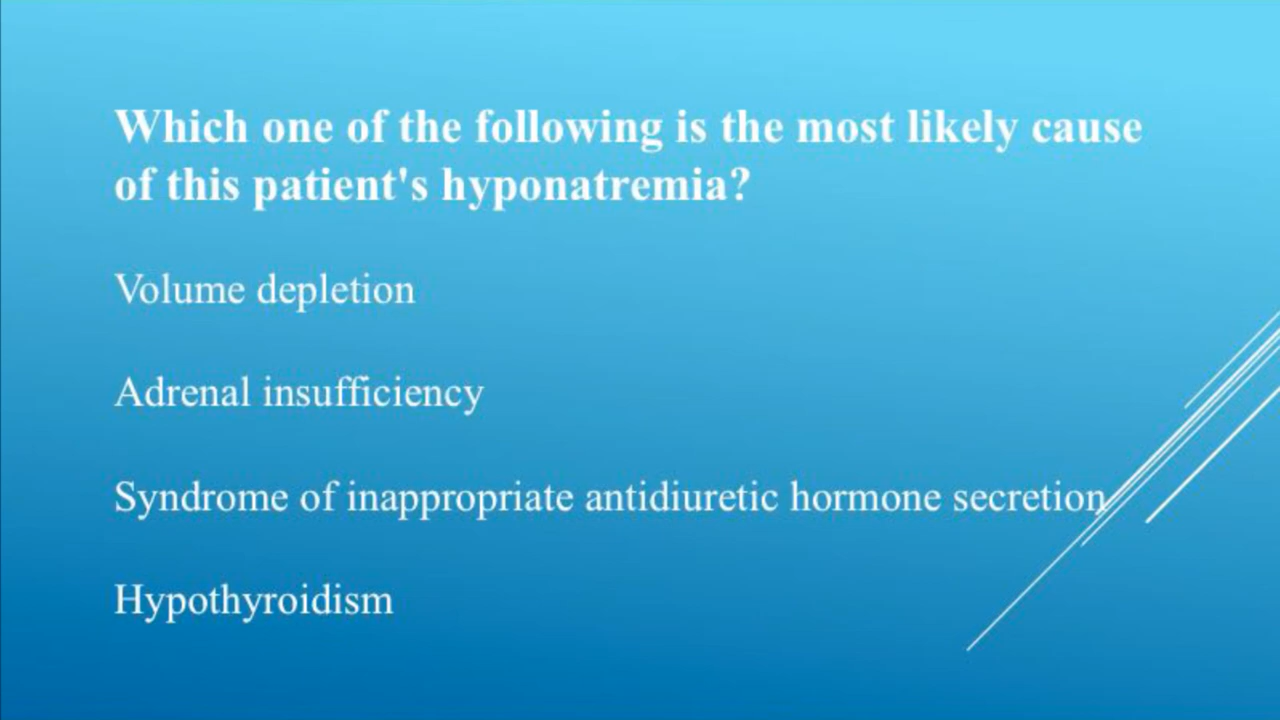 Which one of the following is the most likely cause
of this patient's hyponatremia?
Volume depletion
Adrenal insufficiency
Syndrome of inappropriate antidiuretic hormone secretion
Hypothyroidism